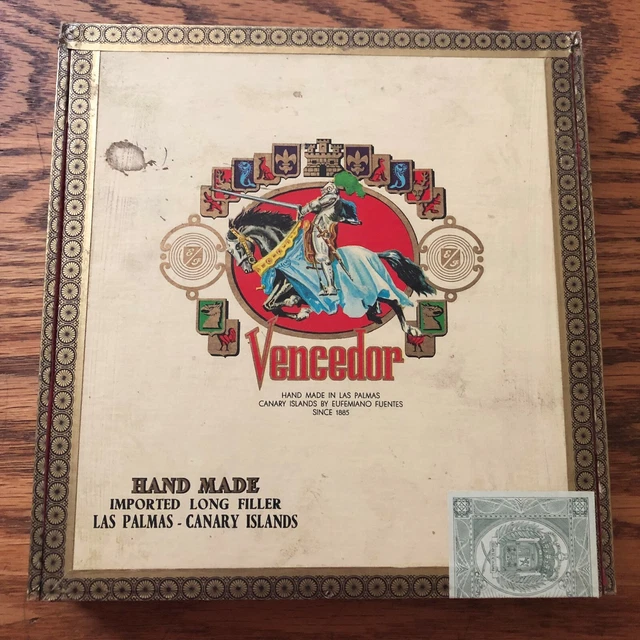 Vencedor
HAND MADE IN LAS PALMAS
CANARY ISLANDS BY EUFEMIANO FUENTES
SINCE 1885
HAND MADE
IMPORTED LONG FILLER
LAS PALMAS - CANARY ISLANDS